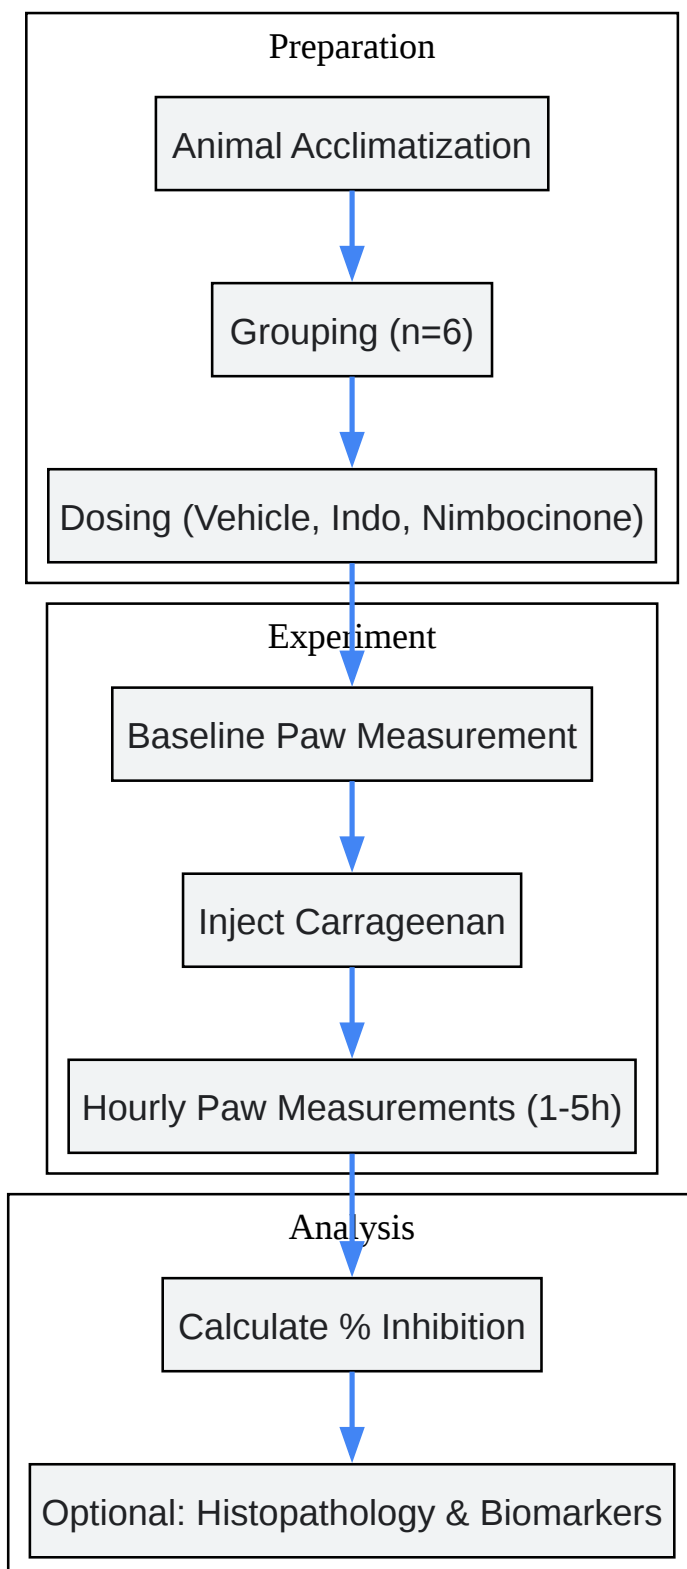 Preparation
Animal Acclimatization
Grouping (n=6)
Dosing (Vehicle, Indo, Nimbocinone)
Experiment
Baseline Paw Measurement
Inject Carrageenan
Hourly Paw Measurements (1-5h)
Analysis
Calculate % Inhibition
Optional: Histopathology & Biomarkers